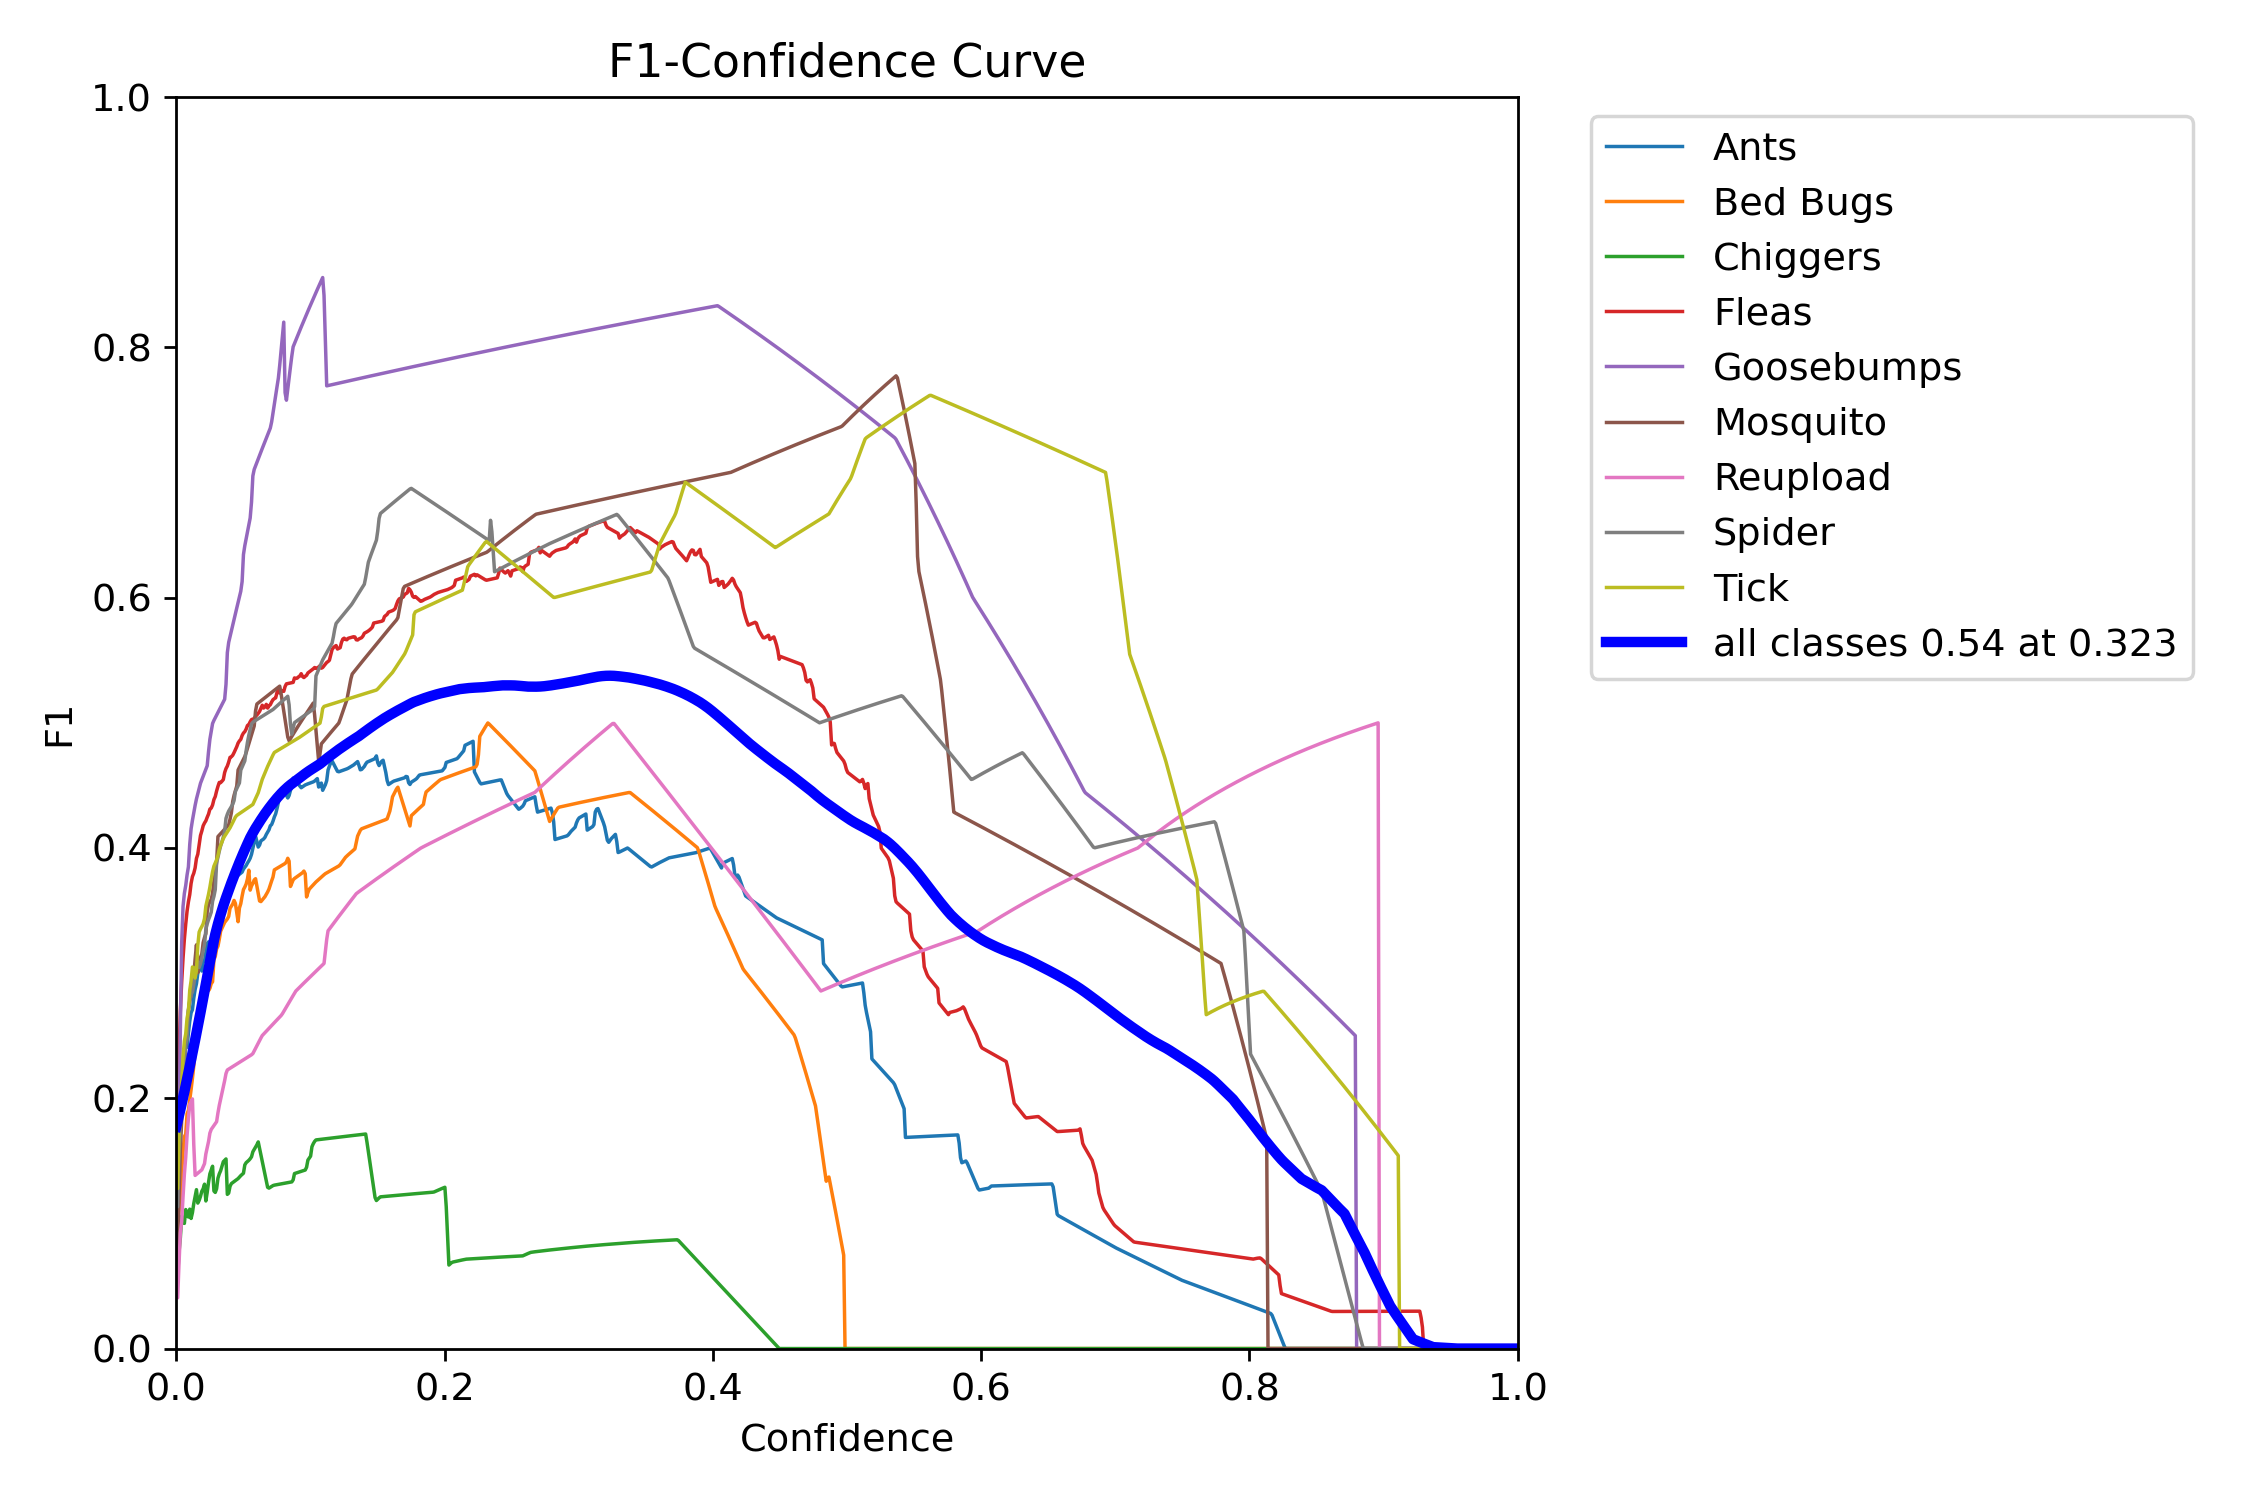 F1-Confidence Curve
1.0
0.8
0.6
0.4
0.2
0.0
F1
0.0 0.2 0.4 0.6 0.8 1.0
Confidence
Ants
Bed Bugs
Chiggers
Fleas
Goosebumps
Mosquito
Reupload
Spider
Tick
all classes 0.54 at 0.323